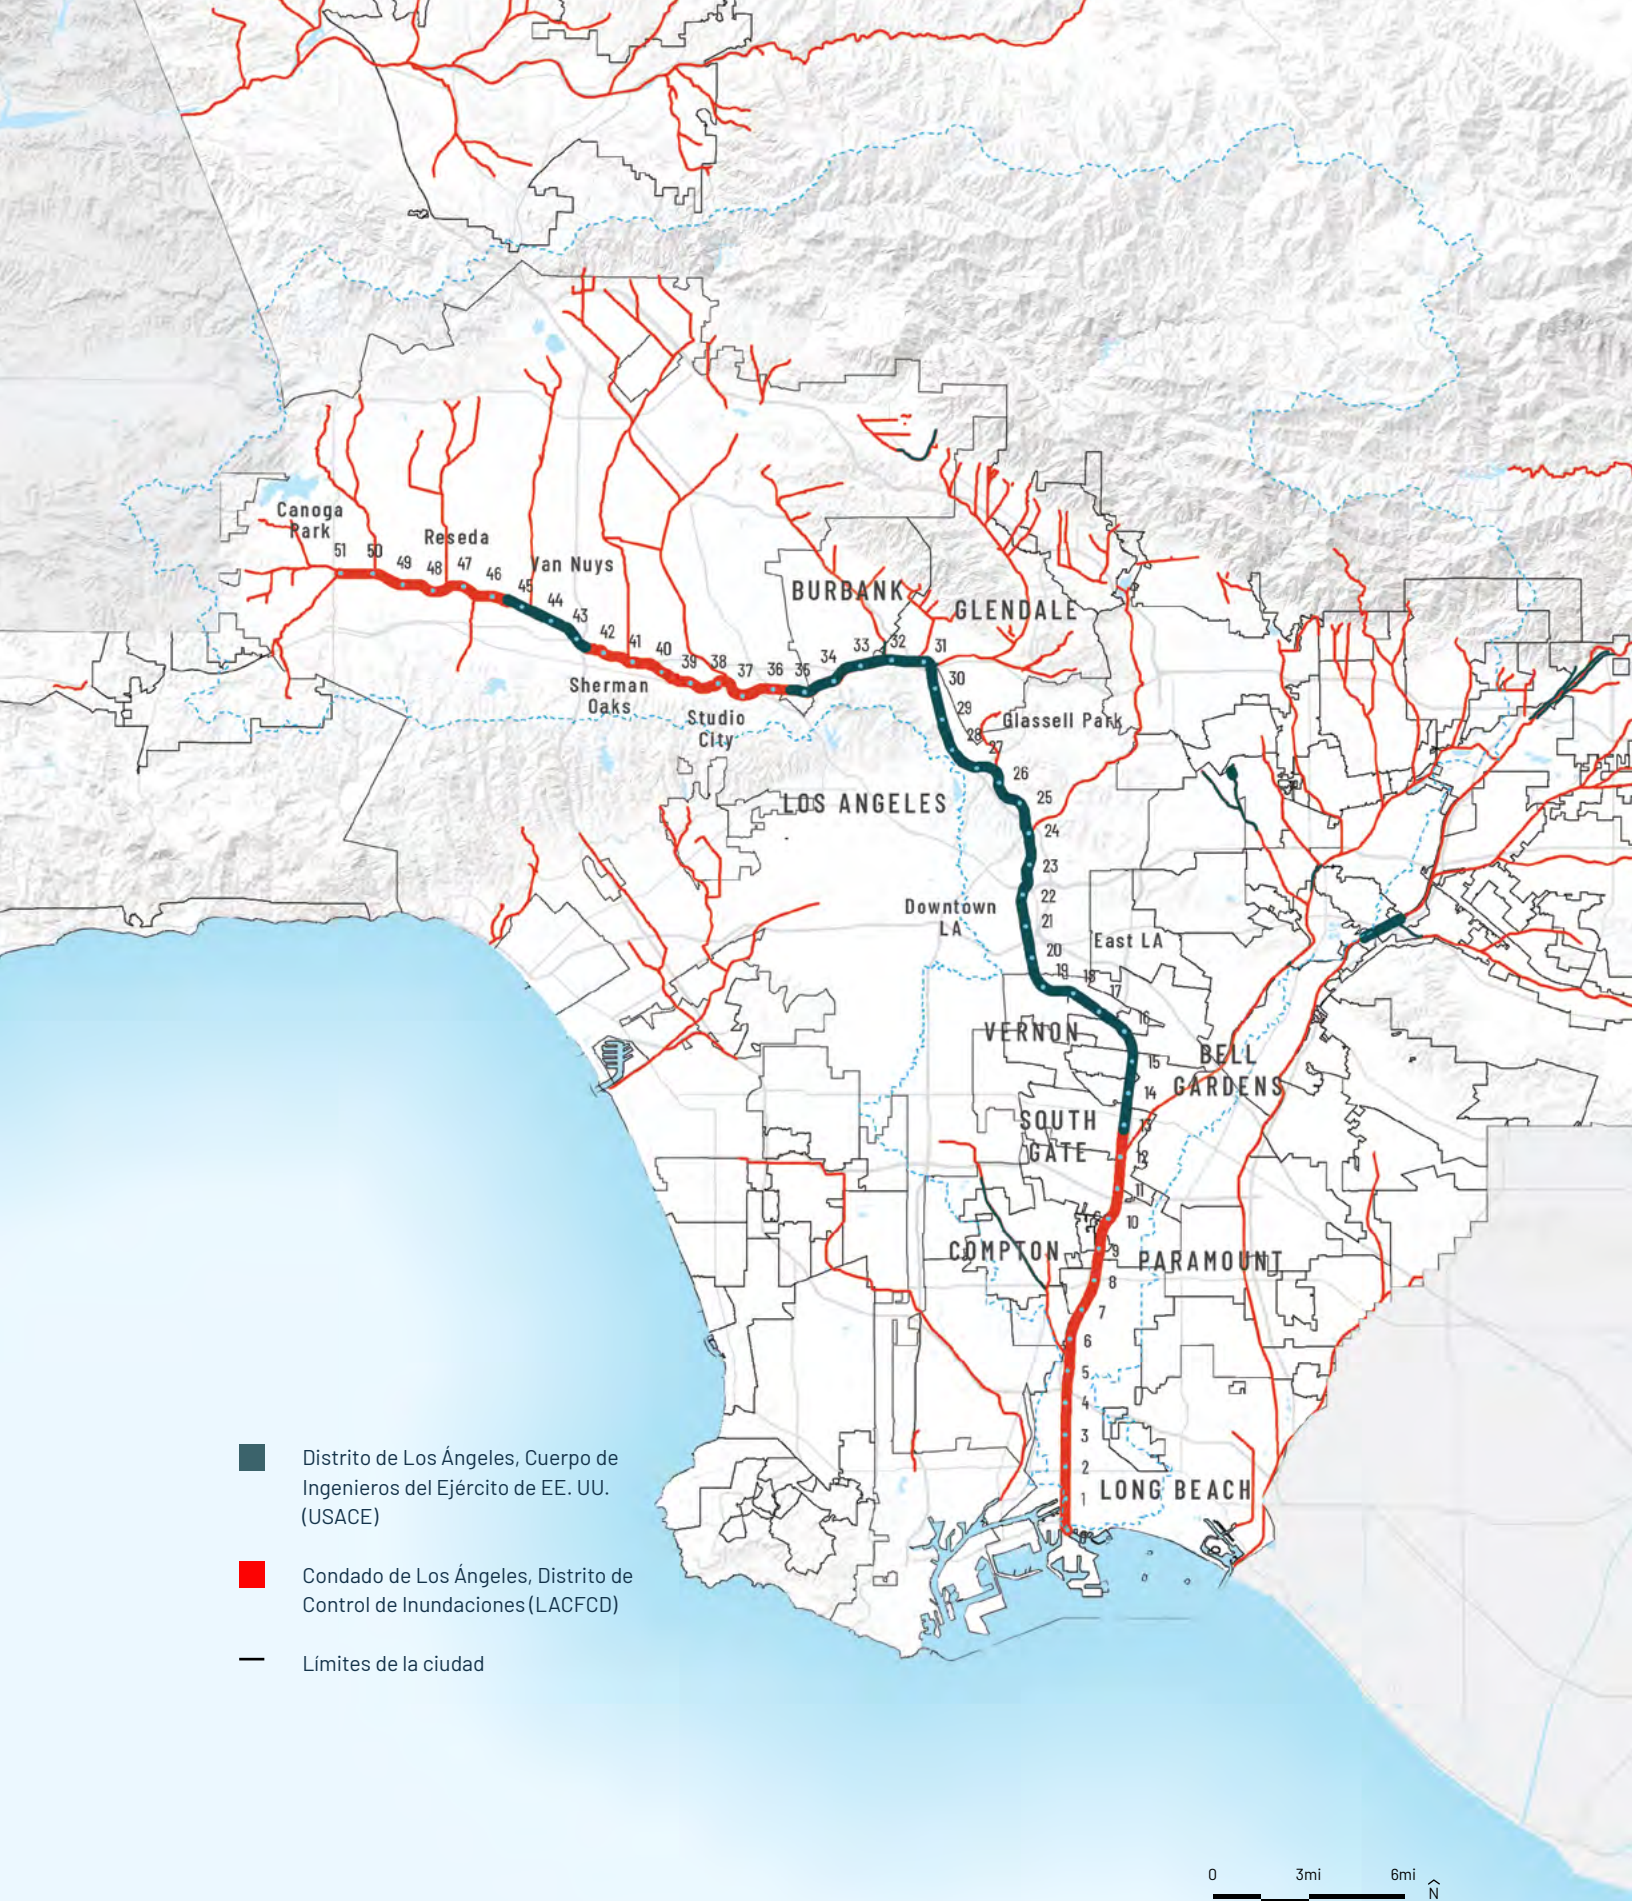 Canoga
Park
51
50
49
48
Reseda
47
46
45
Van Nuys
44
43
42
41
40
39
38
37
36
35
34
33
32
31
BURBANK
GLENDALE
Sherman
Oaks
Studio
City
30
29
28
27
Glassell Park
26
25
LOS ANGELES
24
23
22
Downtown
LA
21
East LA
20
19
18
17
16
VERNON
15
BELL
GARDENS
14
SOUTH
GATE
13
12
11
10
COMPTON
9
PARAMOUNT
8
7
6
5
4
3
2
1
LONG BEACH
0
Distrito de Los Ángeles, Cuerpo de
Ingenieros del Ejército de EE. UU.
(USACE)
Condado de Los Ángeles, Distrito de
Control de Inundaciones (LACFCD)
Límites de la ciudad
0 3mi 6mi
N